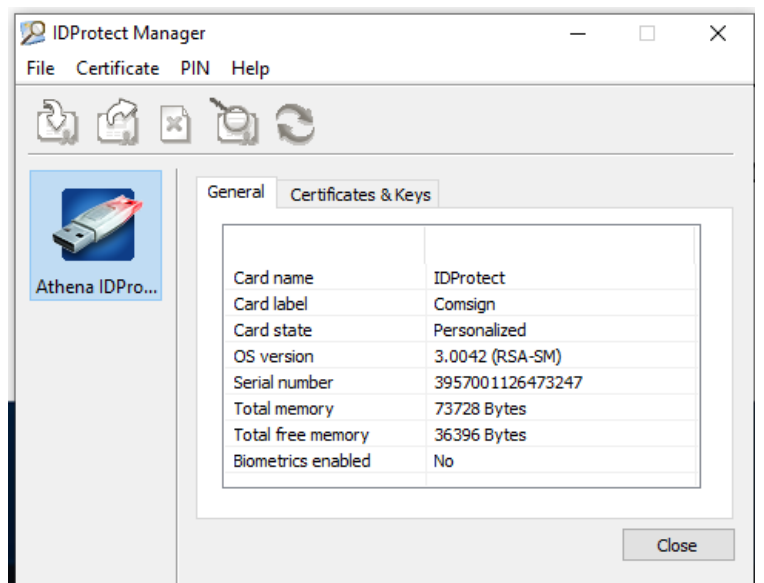 IDProtect Manager
File Certificate PIN Help
Athena IDPro...
General Certificates & Keys
Card name IDProtect
Card label Comsign
Card state Personalized
OS version 3.0042 (RSA-SM)
Serial number 3957001126473247
Total memory 73728 Bytes
Total free memory 36396 Bytes
Biometrics enabled No
Close